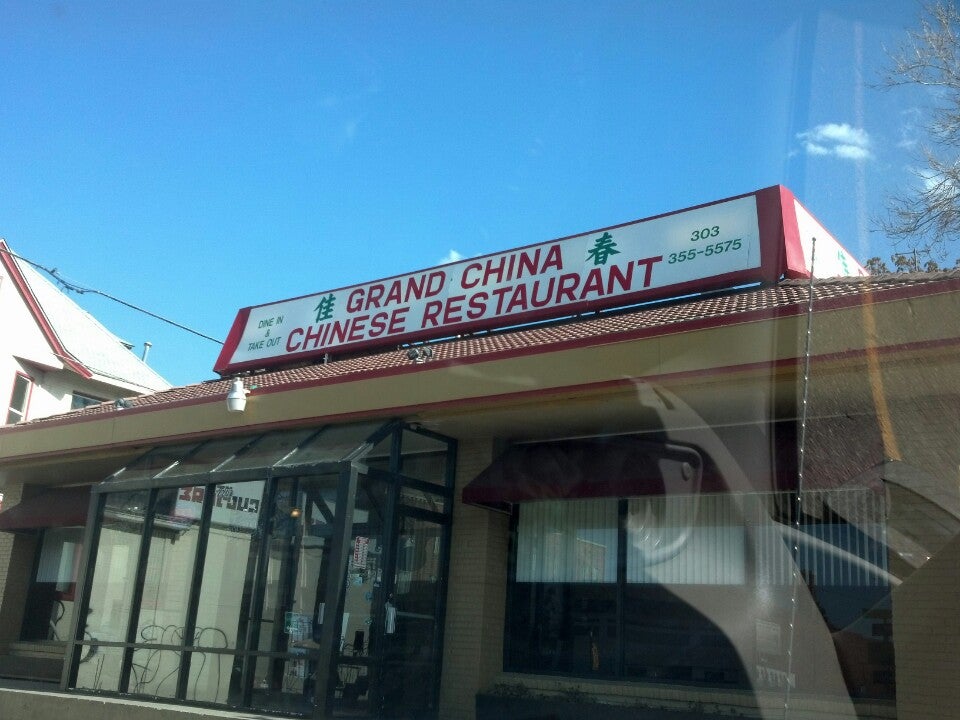 DINE IN
&
TAKE OUT
佳 GRAND CHINA 春
CHINESE RESTAURANT
303
355-5575